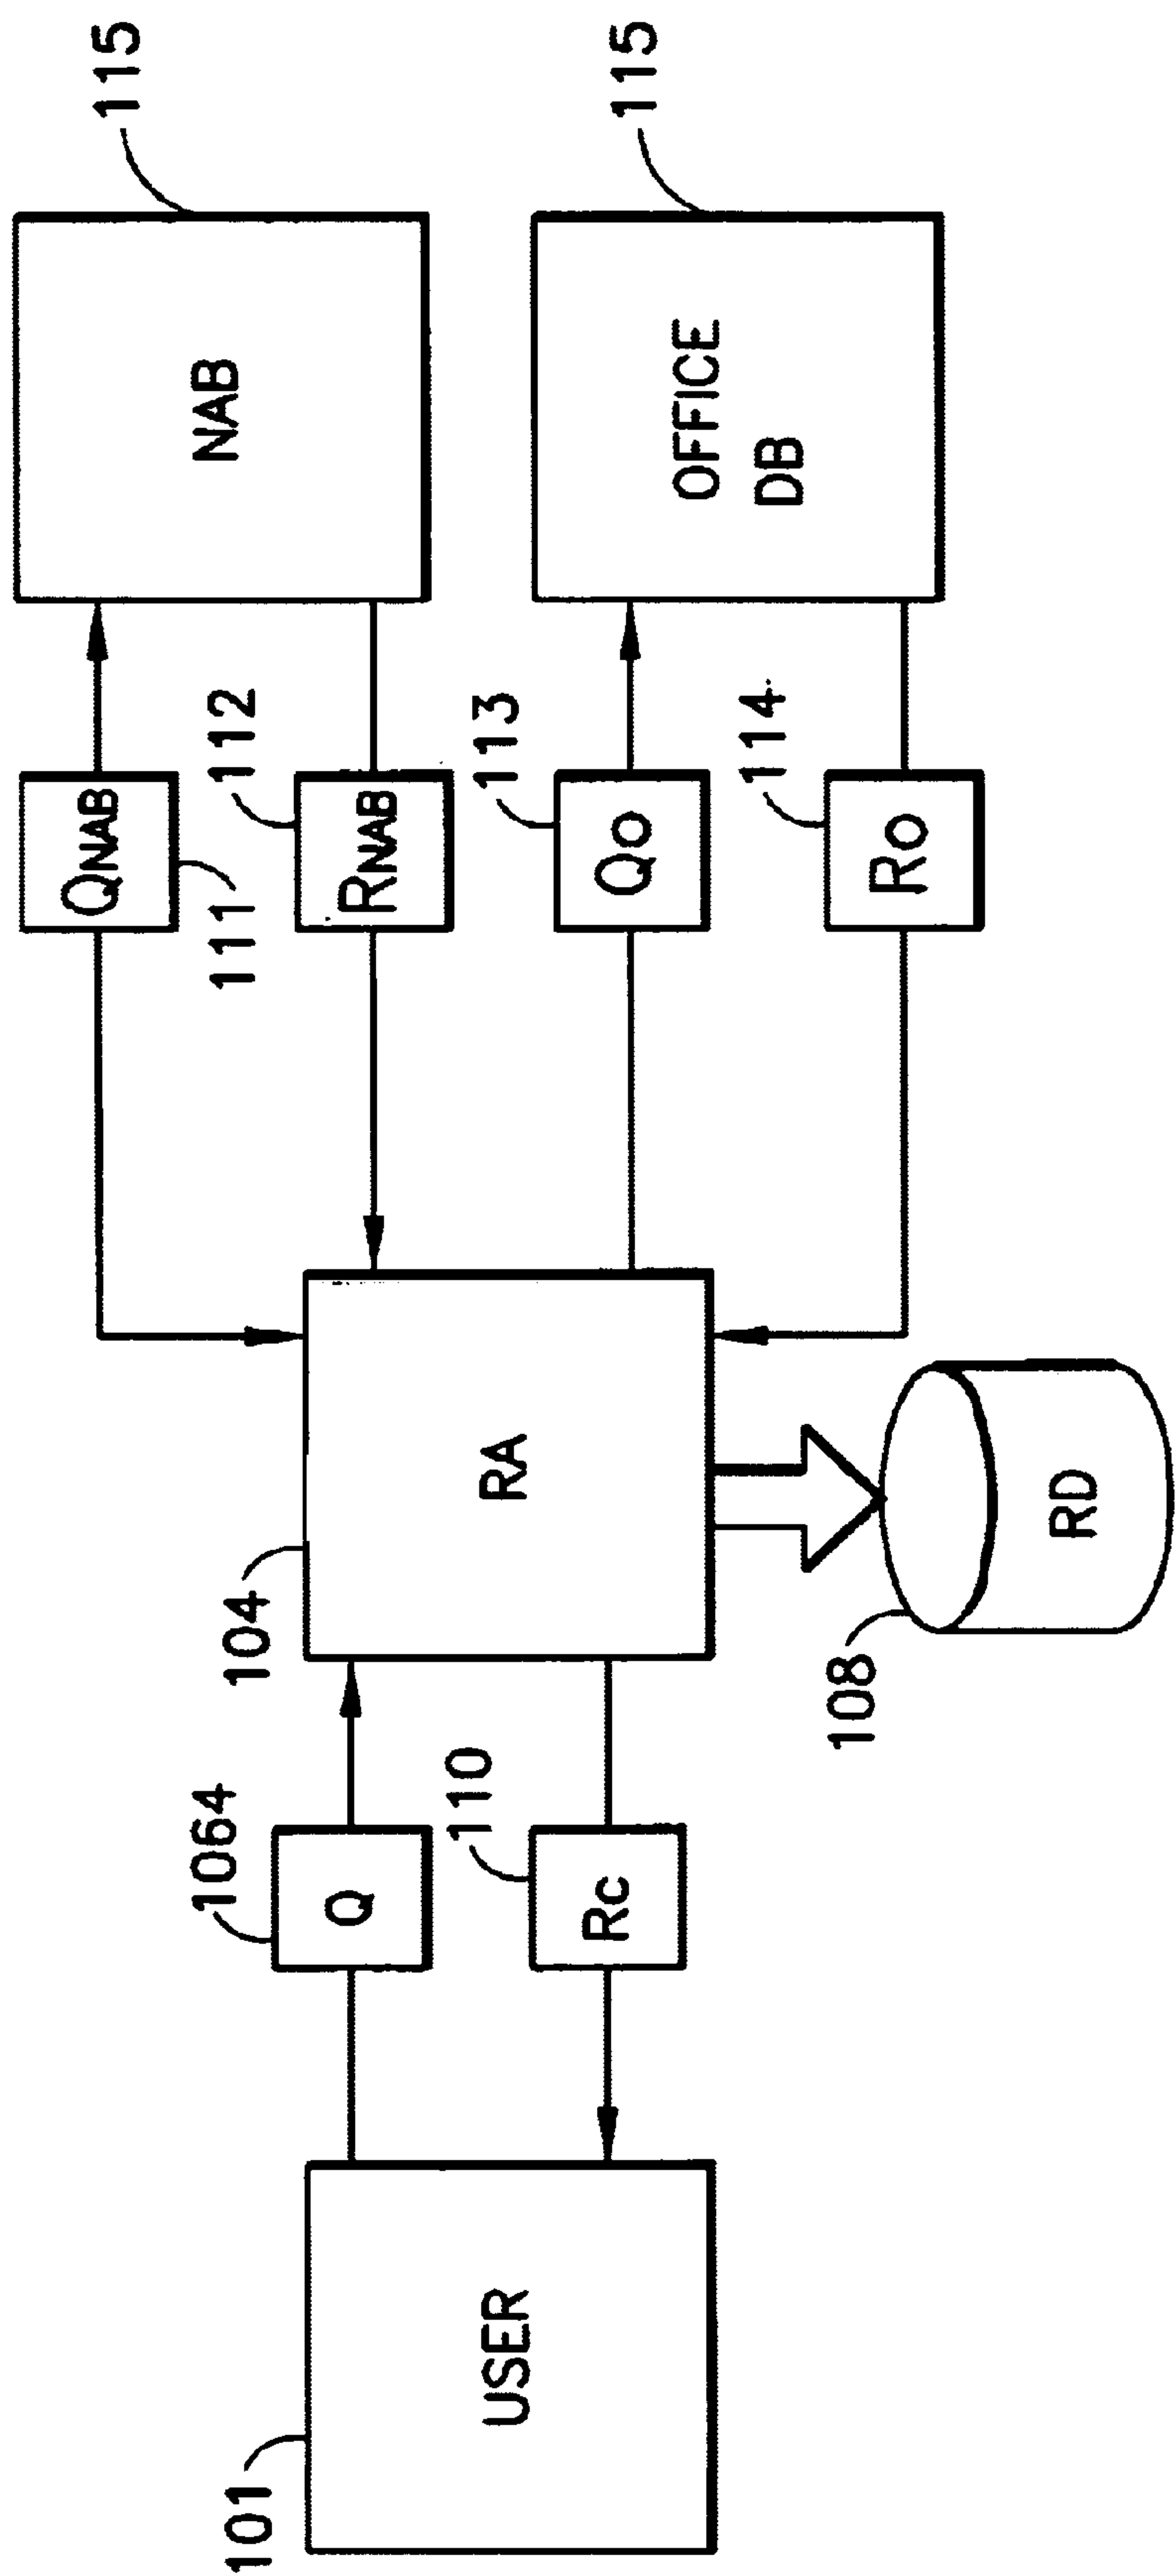 101
USER
1064
Q
110
Rc
104
RA
108
RD
QNAB
111
RNAB
112
Qo
113
Ro
114
NAB
115
OFFICE
DB
115